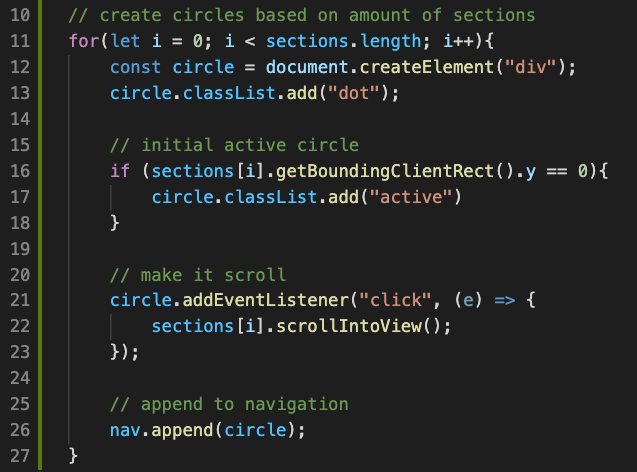 10 // create circles based on amount of sections
11 for(let i = 0; i < sections.length; i++){
12     const circle = document.createElement("div");
13     circle.classList.add("dot");
14
15     // initial active circle
16     if (sections[i].getBoundingClientRect().y == 0){
17         circle.classList.add("active")
18     }
19
20     // make it scroll
21     circle.addEventListener("click", (e) => {
22         sections[i].scrollIntoView();
23     });
24
25     // append to navigation
26     nav.append(circle);
27 }